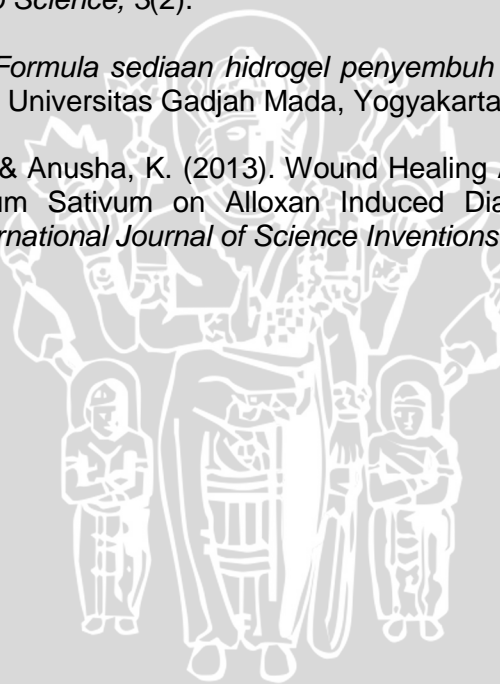 Science, 3(2).
Formula sediaan hidrogel penyembuh
Universitas Gadjah Mada, Yogyakarta
& Anusha, K. (2013). Wound Healing
um Sativum on Alloxan Induced Dia
rnational Journal of Science Inventions